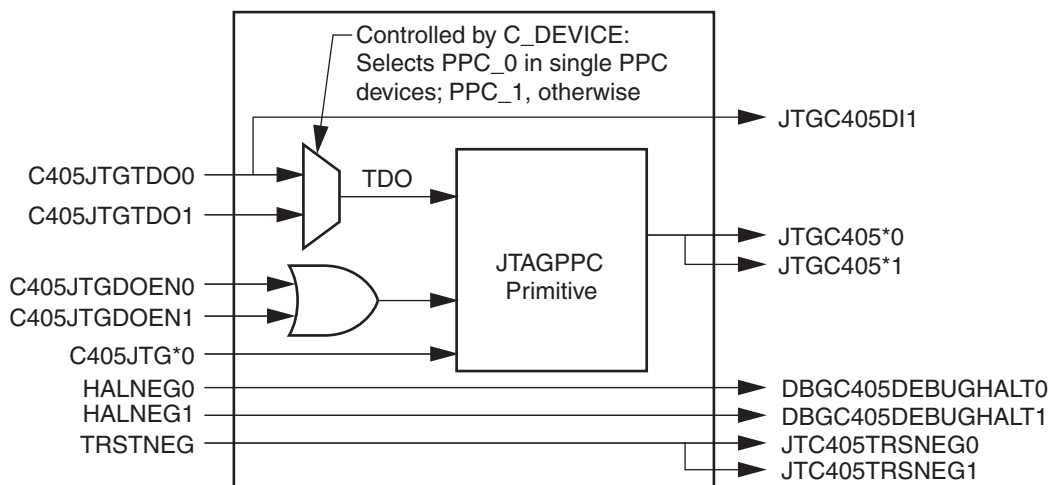 Controlled by C_DEVICE:
Selects PPC_0 in single PPC
devices; PPC_1, otherwise
JTGC405DI1
C405JTGTDO0
TDO
C405JTGTDO1
JTAGPPC
Primitive
JTGC405*0
JTGC405*1
C405JTGDOEN0
C405JTGDOEN1
C405JTG*0
HALNEG0
DBGC405DEBUGHALT0
HALNEG1
DBGC405DEBUGHALT1
TRSTNEG
JTC405TRSNEG0
JTC405TRSNEG1